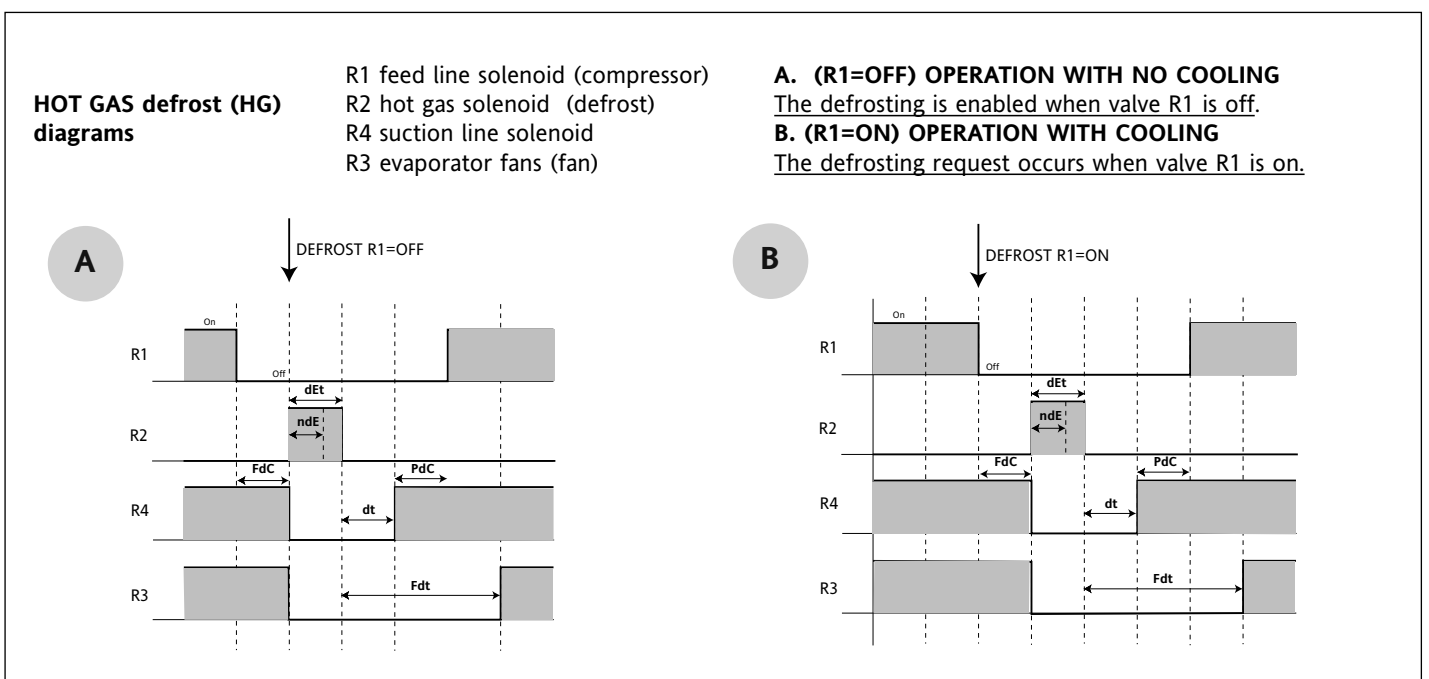 HOT GAS defrost (HG)
diagrams
R1 feed line solenoid (compressor)
R2 hot gas solenoid (defrost)
R4 suction line solenoid
R3 evaporator fans (fan)
A. (R1=OFF) OPERATION WITH NO COOLING
The defrosting is enabled when valve R1 is off.
B. (R1=ON) OPERATION WITH COOLING
The defrosting request occurs when valve R1 is on.
A
DEFROST R1=OFF
On
R1
Off
dEt
ndE
R2
FdC
PdC
R4
dt
Fdt
R3
B
DEFROST R1=ON
On
R1
Off
dEt
ndE
R2
FdC
PdC
R4
dt
Fdt
R3